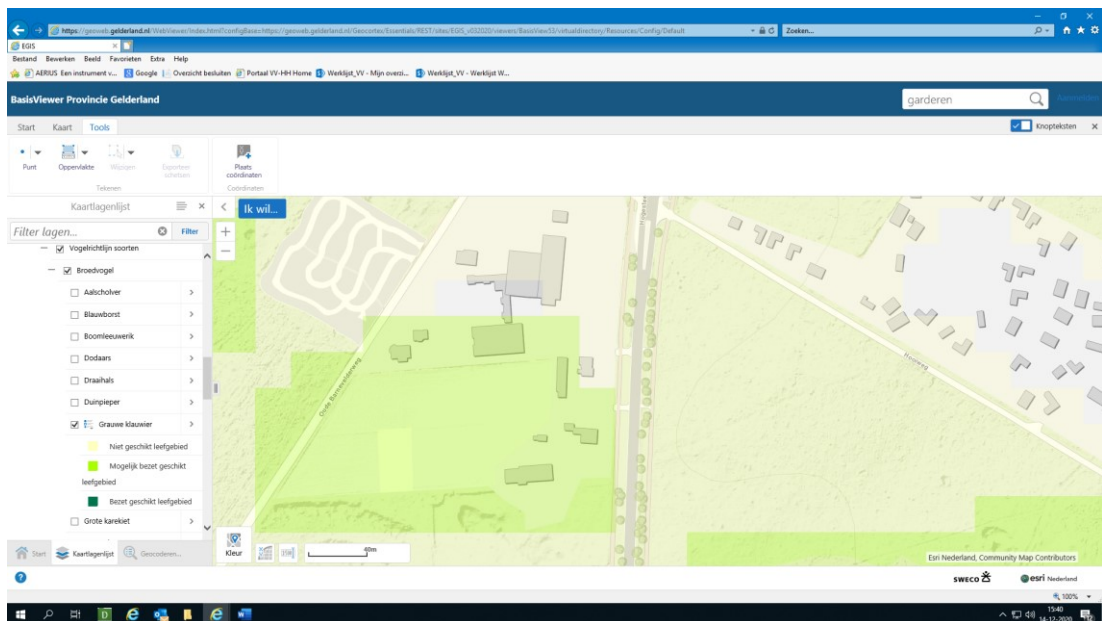 https://geoweb.gelderland.nl/WebViewer/Index.html?configBase=https://geoweb.gelderland.nl/Geocortex/Essentials/REST/sites/EGIS_v032020/viewers/BasisView53/virtualdirectory/Resources/Config/Default
Zoeken...
EGIS
Bestand Bewerken Beeld Favorieten Extra Help
AERIUS Een instrument v... Google Overzicht besluiten Portaal VV-HH Home Werklijst_VV - Mijn overzi... Werklijst_VV - Werklijst W...
BasisViewer Provincie Gelderland
garderen
Aanmelden
Start Kaart Tools
Knopteksten
Punt Oppervlakte Wijzigen Exporteer schetsen
Plaats coördinaten
Tekenen
Coördinaten
Kaartlagenlijst
Ik wil...
Filter lagen...
Filter
Vogelrichtlijn soorten
Broedvogel
Aalscholver
Blauwborst
Boomleeuwerik
Dodaars
Draaihals
Duinpieper
Grauwe klauwier
Niet geschikt leefgebied
Mogelijk bezet geschikt
leefgebied
Bezet geschikt leefgebied
Grote karekiet
Oude Barneveldseweg
Hooiweg
Start Kaartlagenlijst Geocoderen...
Kleur
40m
Esri Nederland, Community Map Contributors
sweco
esri Nederland
100%
15:40
14-12-2020